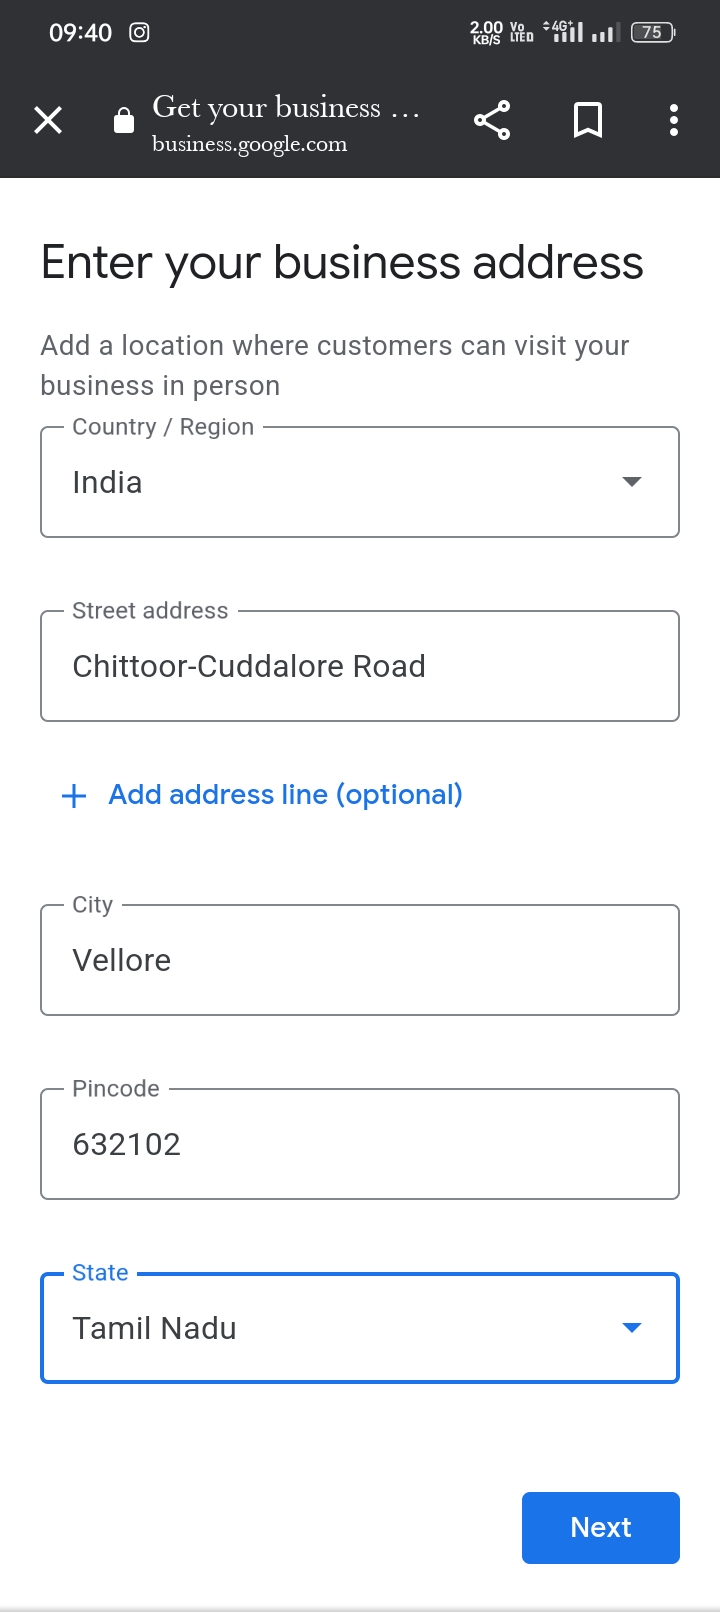 09:40
2.00 KB/S
Vo LTED
4G+
75
Get your business ...
business.google.com
Enter your business address
Add a location where customers can visit your
business in person
Country / Region
India
Street address
Chittoor-Cuddalore Road
+ Add address line (optional)
City
Vellore
Pincode
632102
State
Tamil Nadu
Next